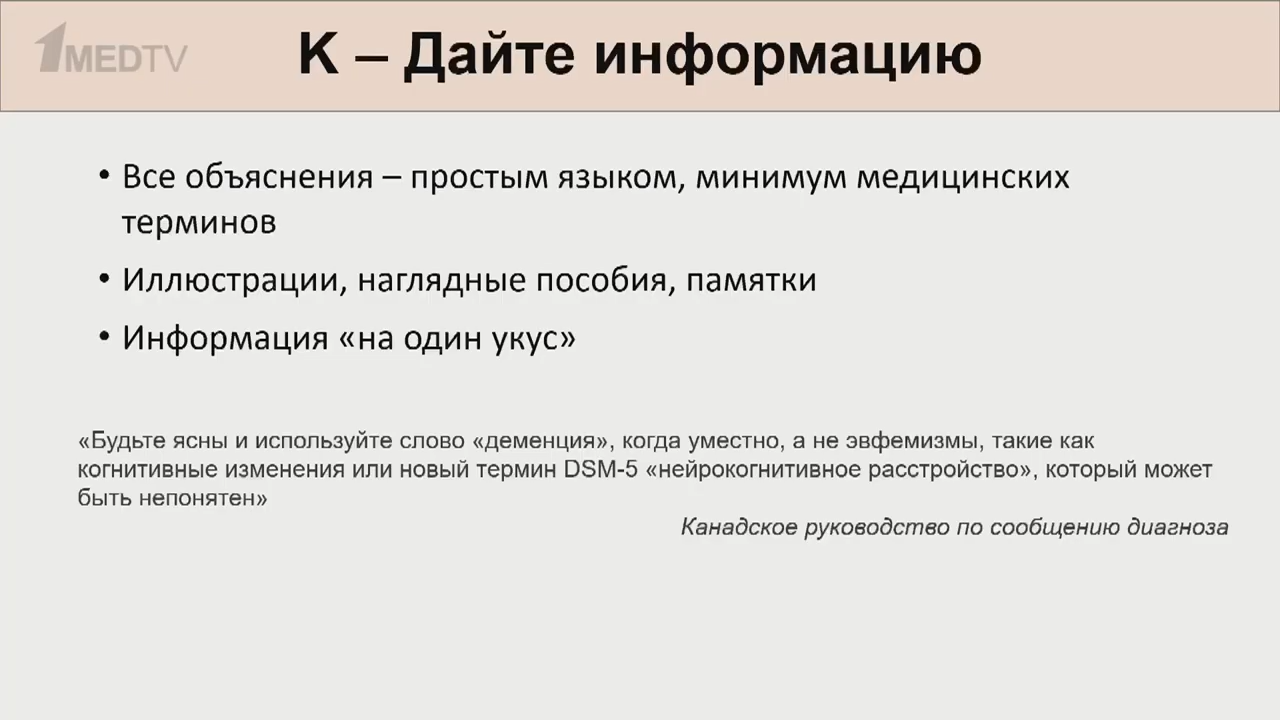 1MEDTV
K – Дайте информацию
• Все объяснения – простым языком, минимум медицинских
терминов
• Иллюстрации, наглядные пособия, памятки
• Информация «на один укус»
«Будьте ясны и используйте слово «деменция», когда уместно, а не эвфемизмы, такие как
когнитивные изменения или новый термин DSM-5 «нейрокогнитивное расстройство», который может
быть непонятен»
Канадское руководство по сообщению диагноза